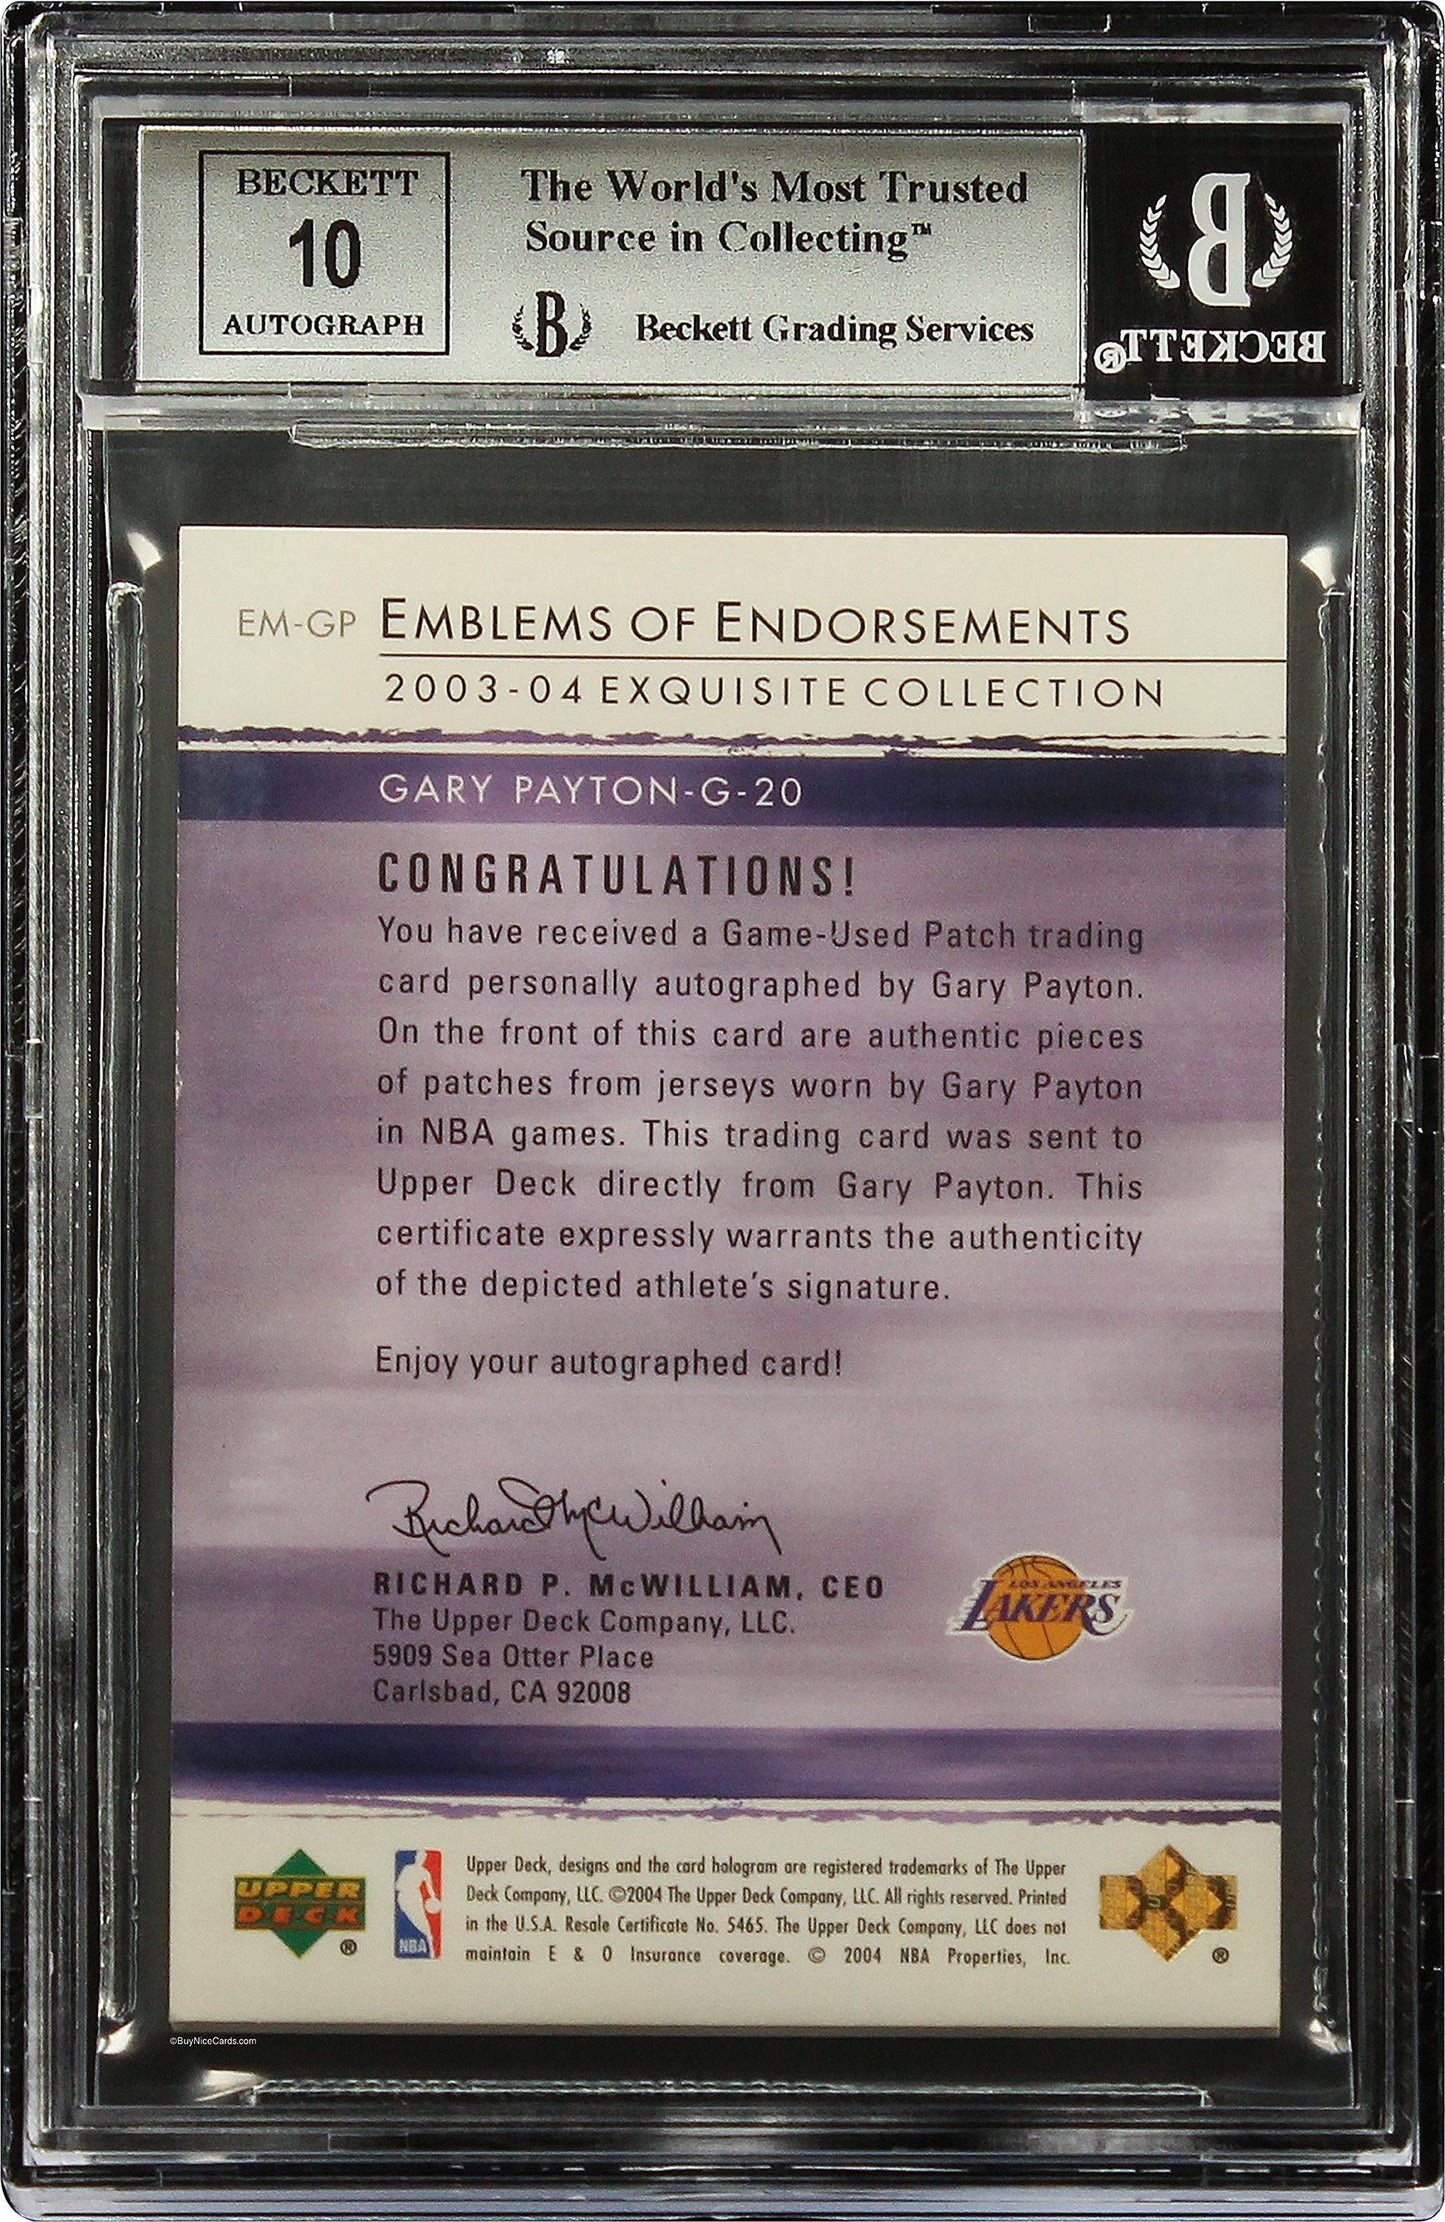 BECKETT
10
AUTOGRAPH
The World's Most Trusted
Source in Collecting™
B
Beckett Grading Services
B
BECKETT®
EM-GP EMBLEMS OF ENDORSEMENTS
2003-04 EXQUISITE COLLECTION
GARY PAYTON-G-20
CONGRATULATIONS!
You have received a Game-Used Patch trading
card personally autographed by Gary Payton.
On the front of this card are authentic pieces
of patches from jerseys worn by Gary Payton
in NBA games. This trading card was sent to
Upper Deck directly from Gary Payton. This
certificate expressly warrants the authenticity
of the depicted athlete's signature.
Enjoy your autographed card!
Richard McWilliam
RICHARD P. McWILLIAM, CEO
The Upper Deck Company, LLC.
5909 Sea Otter Place
Carlsbad, CA 92008
LOS ANGELES
LAKERS
UPPER
DECK
®
NBA
Upper Deck, designs and the card hologram are registered trademarks of The Upper
Deck Company, LLC. ©2004 The Upper Deck Company, LLC. All rights reserved. Printed
in the U.S.A. Resale Certificate No. 5465. The Upper Deck Company, LLC does not
maintain E & O Insurance coverage. © 2004 NBA Properties, Inc.
®
©BuyNiceCards.com